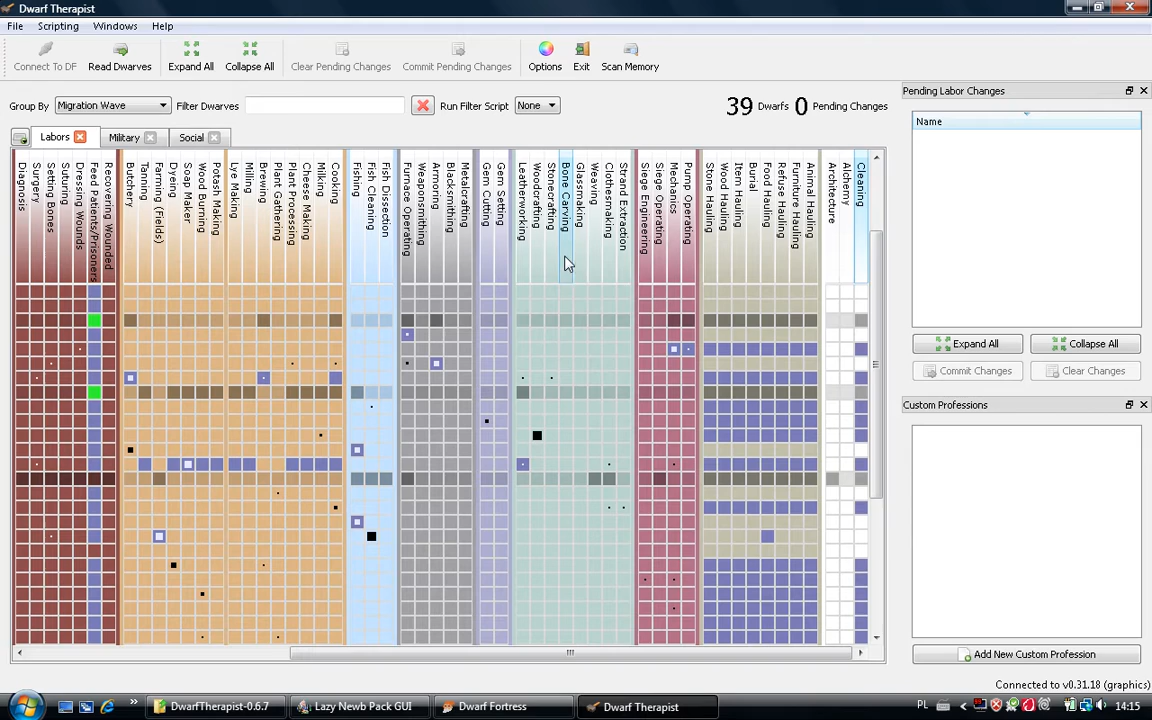 Dwarf Therapist
File Scripting Windows Help
Connect To DF Read Dwarves Expand All Collapse All Clear Pending Changes Commit Pending Changes Options Exit Scan Memory
Group By Migration Wave Filter Dwarves Run Filter Script None 39 Dwarfs 0 Pending Changes
Labors Military Social
Diagnosis
Surgery
Setting Bones
Suturing
Dressing Wounds
Feed Patients/Prisoners
Recovering Wounded
Butchery
Tanning
Farming (Fields)
Dyeing
Soap Maker
Wood Burning
Potash Making
Lye Making
Milling
Brewing
Plant Gathering
Plant Processing
Cheese Making
Milking
Cooking
Fishing
Fish Cleaning
Fish Dissection
Furnace Operating
Weaponsmithing
Armoring
Blacksmithing
Metalcrafting
Gem Cutting
Gem Setting
Leatherworking
Woodcrafting
Stonecrafting
Bone Carving
Glassmaking
Weaving
Clothesmaking
Strand Extraction
Siege Engineering
Siege Operating
Mechanics
Pump Operating
Stone Hauling
Wood Hauling
Item Hauling
Burial
Food Hauling
Refuse Hauling
Furniture Hauling
Animal Hauling
Architecture
Alchemy
Cleaning
Pending Labor Changes
Name
Expand All Collapse All
Commit Changes Clear Changes
Custom Professions
Add New Custom Profession
Connected to v0.31.18 (graphics)
DwarfTherapist-0.6.7 Lazy Newb Pack GUI Dwarf Fortress Dwarf Therapist PL 14:15